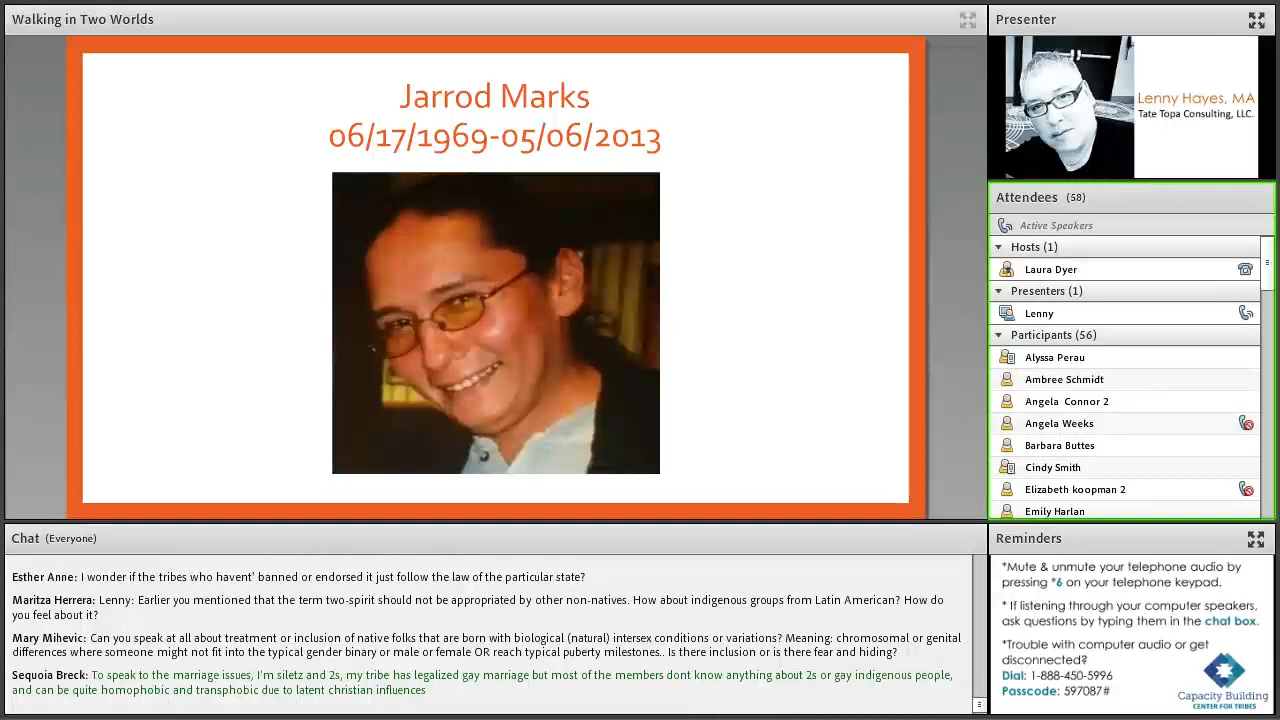 Walking in Two Worlds
Jarrod Marks
06/17/1969-05/06/2013
Presenter
Lenny Hayes, MA
Tate Topa Consulting, LLC.
Attendees (58)
Active Speakers
Hosts (1)
Laura Dyer
Presenters (1)
Lenny
Participants (56)
Alyssa Perau
Ambree Schmidt
Angela Connor 2
Angela Weeks
Barbara Buttes
Cindy Smith
Elizabeth koopman 2
Emily Harlan
Chat (Everyone)
Esther Anne: I wonder if the tribes who havent' banned or endorsed it just follow the law of the particular state?
Maritza Herrera: Lenny: Earlier you mentioned that the term two-spirit should not be appropriated by other non-natives. How about indigenous groups from Latin American? How do
you feel about it?
Mary Mihevic: Can you speak at all about treatment or inclusion of native folks that are born with biological (natural) intersex conditions or variations? Meaning: chromosomal or genital
differences where someone might not fit into the typical gender binary or male or female OR reach typical puberty milestones.. Is there inclusion or is there fear and hiding?
Sequoia Breck: To speak to the marriage issues, I'm siletz and 2s, my tribe has legalized gay marriage but most of the members dont know anything about 2s or gay indigenous people,
and can be quite homophobic and transphobic due to latent christian influences
Reminders
*Mute & unmute your telephone audio by
pressing *6 on your telephone keypad.
* If listening through your computer speakers,
ask questions by typing them in the chat box.
*Trouble with computer audio or get
disconnected?
Dial: 1-888-450-5996
Passcode: 597087#
Capacity Building
CENTER FOR TRIBES